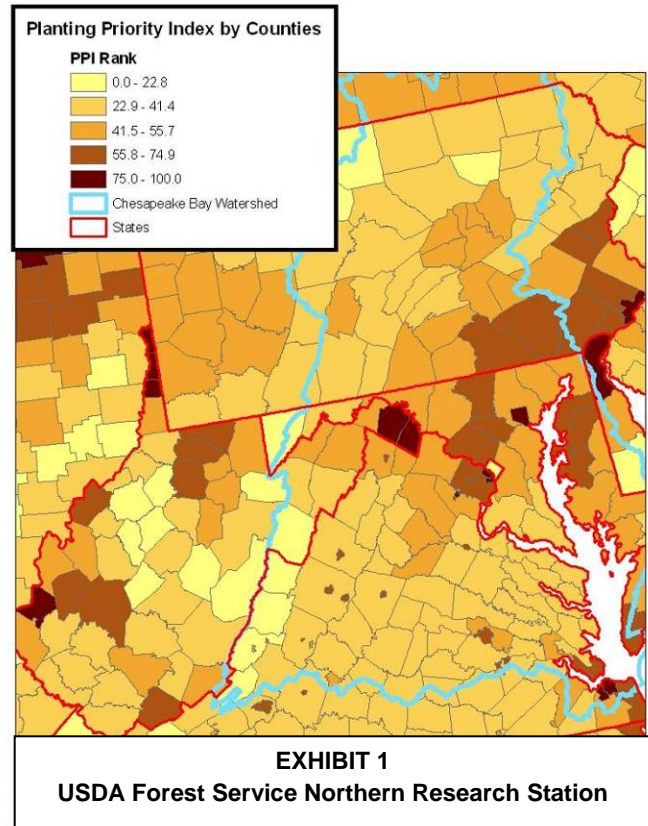 Planting Priority Index by Counties
PPI Rank
0.0 - 22.8
22.9 - 41.4
41.5 - 55.7
55.8 - 74.9
75.0 - 100.0
Chesapeake Bay Watershed
States
EXHIBIT 1
USDA Forest Service Northern Research Station